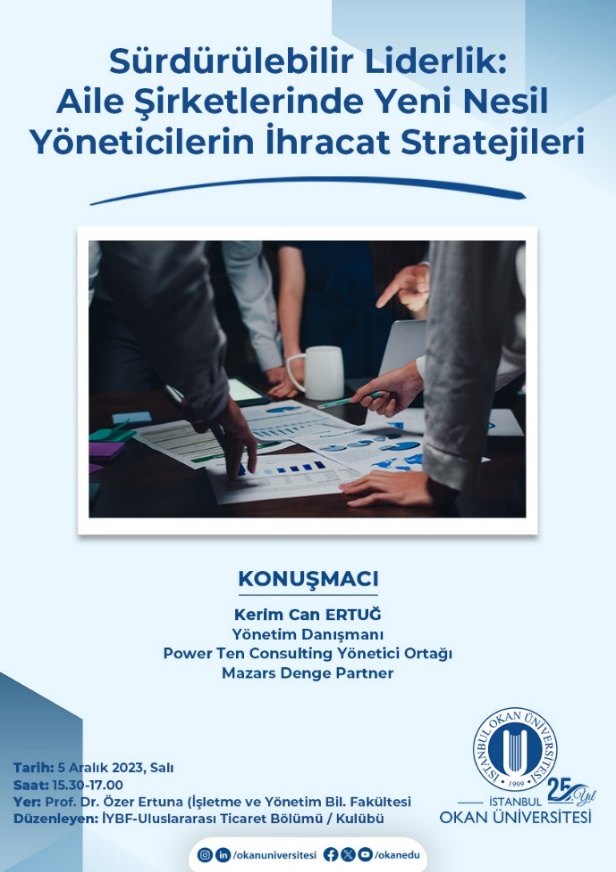 Sürdürülebilir Liderlik:
Aile Şirketlerinde Yeni Nesil
Yöneticilerin İhracat Stratejileri
KONUŞMACI
Kerim Can ERTUĞ
Yönetim Danışmanı
Power Ten Consulting Yönetici Ortağı
Mazars Denge Partner
Tarih: 5 Aralık 2023, Salı
Saat: 15.30-17.00
Yer: Prof. Dr. Özer Ertuna (İşletme ve Yönetim Bil. Fakültesi
Düzenleyen: İYBF-Uluslararası Ticaret Bölümü / Kulübü
İSTANBUL OKAN ÜNİVERSİTESİ
1999
25. Yıl
İSTANBUL
OKAN ÜNİVERSİTESİ
/okanuniversitesi /okanedu